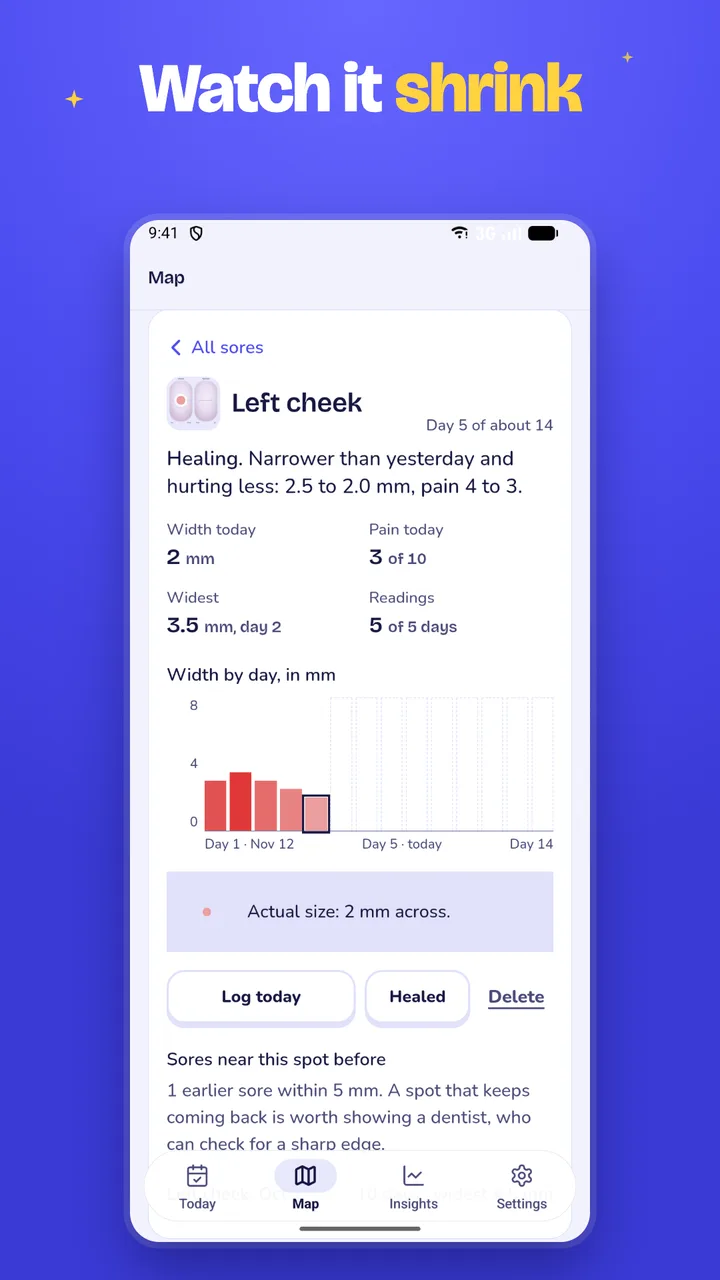 Watch it shrink
9:41 3G
Map
All sores
Left cheek
Day 5 of about 14
Healing. Narrower than yesterday and
hurting less: 2.5 to 2.0 mm, pain 4 to 3.
Width today Pain today
2 mm 3 of 10
Widest Readings
3.5 mm, day 2 5 of 5 days
Width by day, in mm
8
4
0
Day 1 · Nov 12 Day 5 · today Day 14
Actual size: 2 mm across.
Log today Healed Delete
Sores near this spot before
1 earlier sore within 5 mm. A spot that keeps
coming back is worth showing a dentist, who
can check for a sharp edge.
Today Map Insights Settings